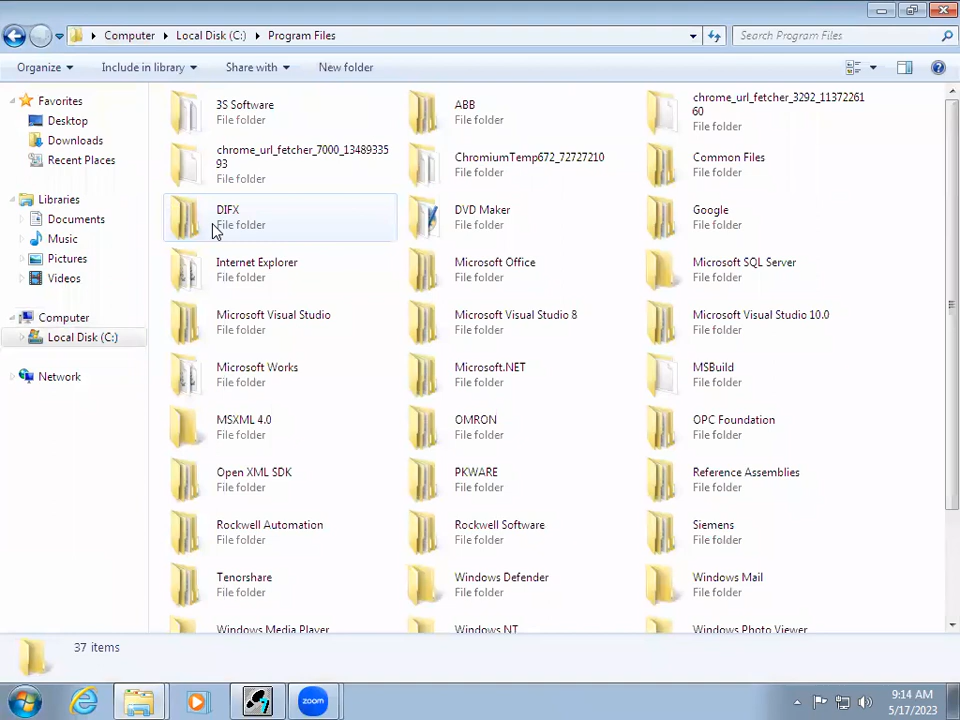 Computer
Local Disk (C:)
Program Files
Search Program Files
Organize
Include in library
Share with
New folder
Favorites
Desktop
Downloads
Recent Places
Libraries
Documents
Music
Pictures
Videos
Computer
Local Disk (C:)
Network
3S Software
File folder
ABB
File folder
chrome_url_fetcher_3292_11372261
60
File folder
chrome_url_fetcher_7000_13489335
93
File folder
ChromiumTemp672_72727210
File folder
Common Files
File folder
DIFX
File folder
DVD Maker
File folder
Google
File folder
Internet Explorer
File folder
Microsoft Office
File folder
Microsoft SQL Server
File folder
Microsoft Visual Studio
File folder
Microsoft Visual Studio 8
File folder
Microsoft Visual Studio 10.0
File folder
Microsoft Works
File folder
Microsoft.NET
File folder
MSBuild
File folder
MSXML 4.0
File folder
OMRON
File folder
OPC Foundation
File folder
Open XML SDK
File folder
PKWARE
File folder
Reference Assemblies
File folder
Rockwell Automation
File folder
Rockwell Software
File folder
Siemens
File folder
Tenorshare
File folder
Windows Defender
File folder
Windows Mail
File folder
Windows Media Player
Windows NT
Windows Photo Viewer
37 items
zoom
9:14 AM
5/17/2023